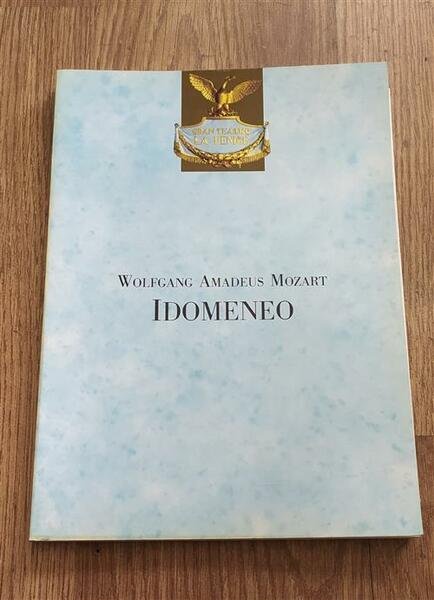 GRAN TEATRO
LA FENICE
WOLFGANG AMADEUS MOZART
IDOMENEO